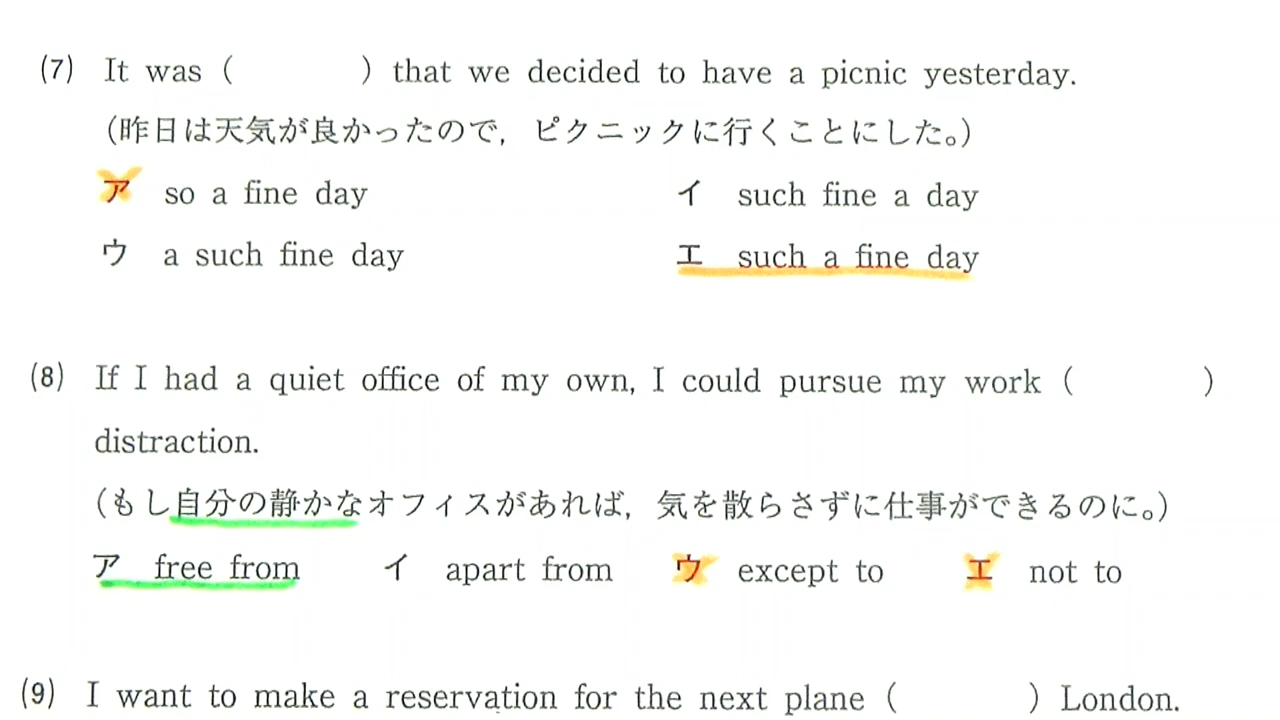 (7) It was (　　　) that we decided to have a picnic yesterday.
(昨日は天気が良かったので，ピクニックに行くことにした。)
ア so a fine day　イ such fine a day
ウ a such fine day　エ such a fine day
(8) If I had a quiet office of my own, I could pursue my work (　　　)
distraction.
(もし自分の静かなオフィスがあれば，気を散らさずに仕事ができるのに。)
ア free from　イ apart from　ウ except to　エ not to
(9) I want to make a reservation for the next plane (　　　) London.